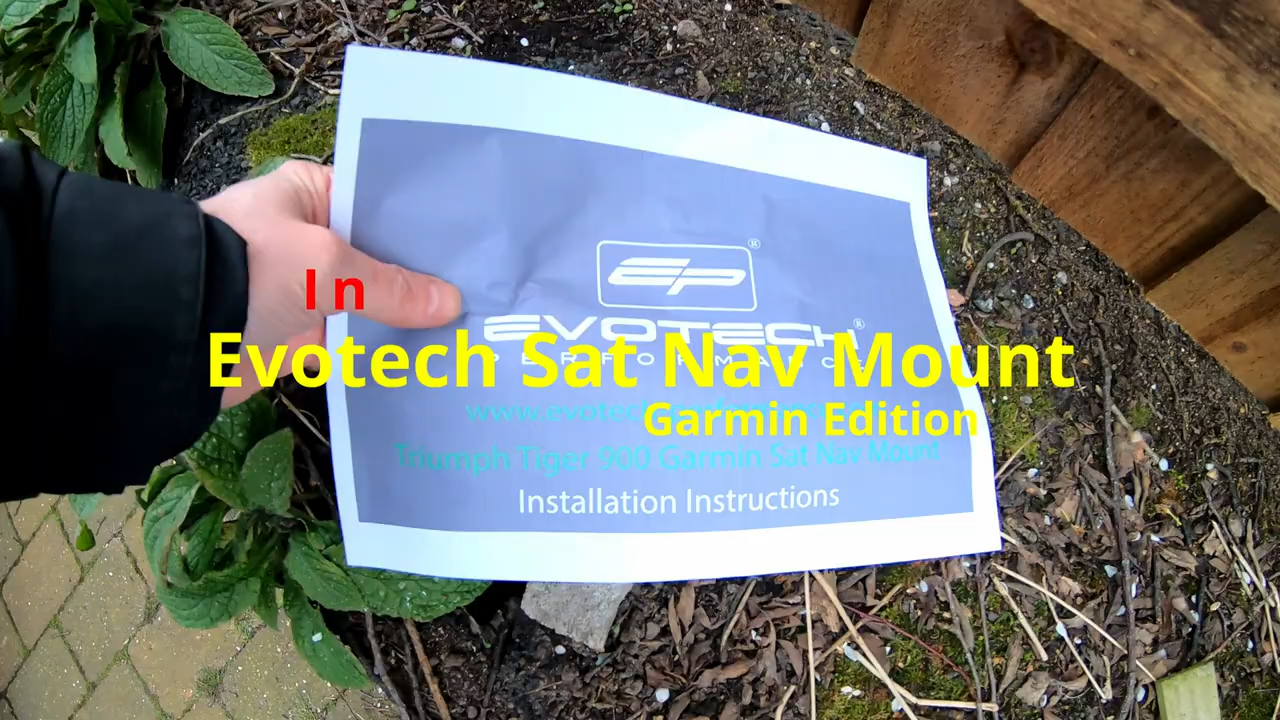 EP®
EVOTECH®
PERFORMANCE
In
Evotech Sat Nav Mount
Garmin Edition
Triumph Tiger 900 Garmin Sat Nav Mount
Installation Instructions